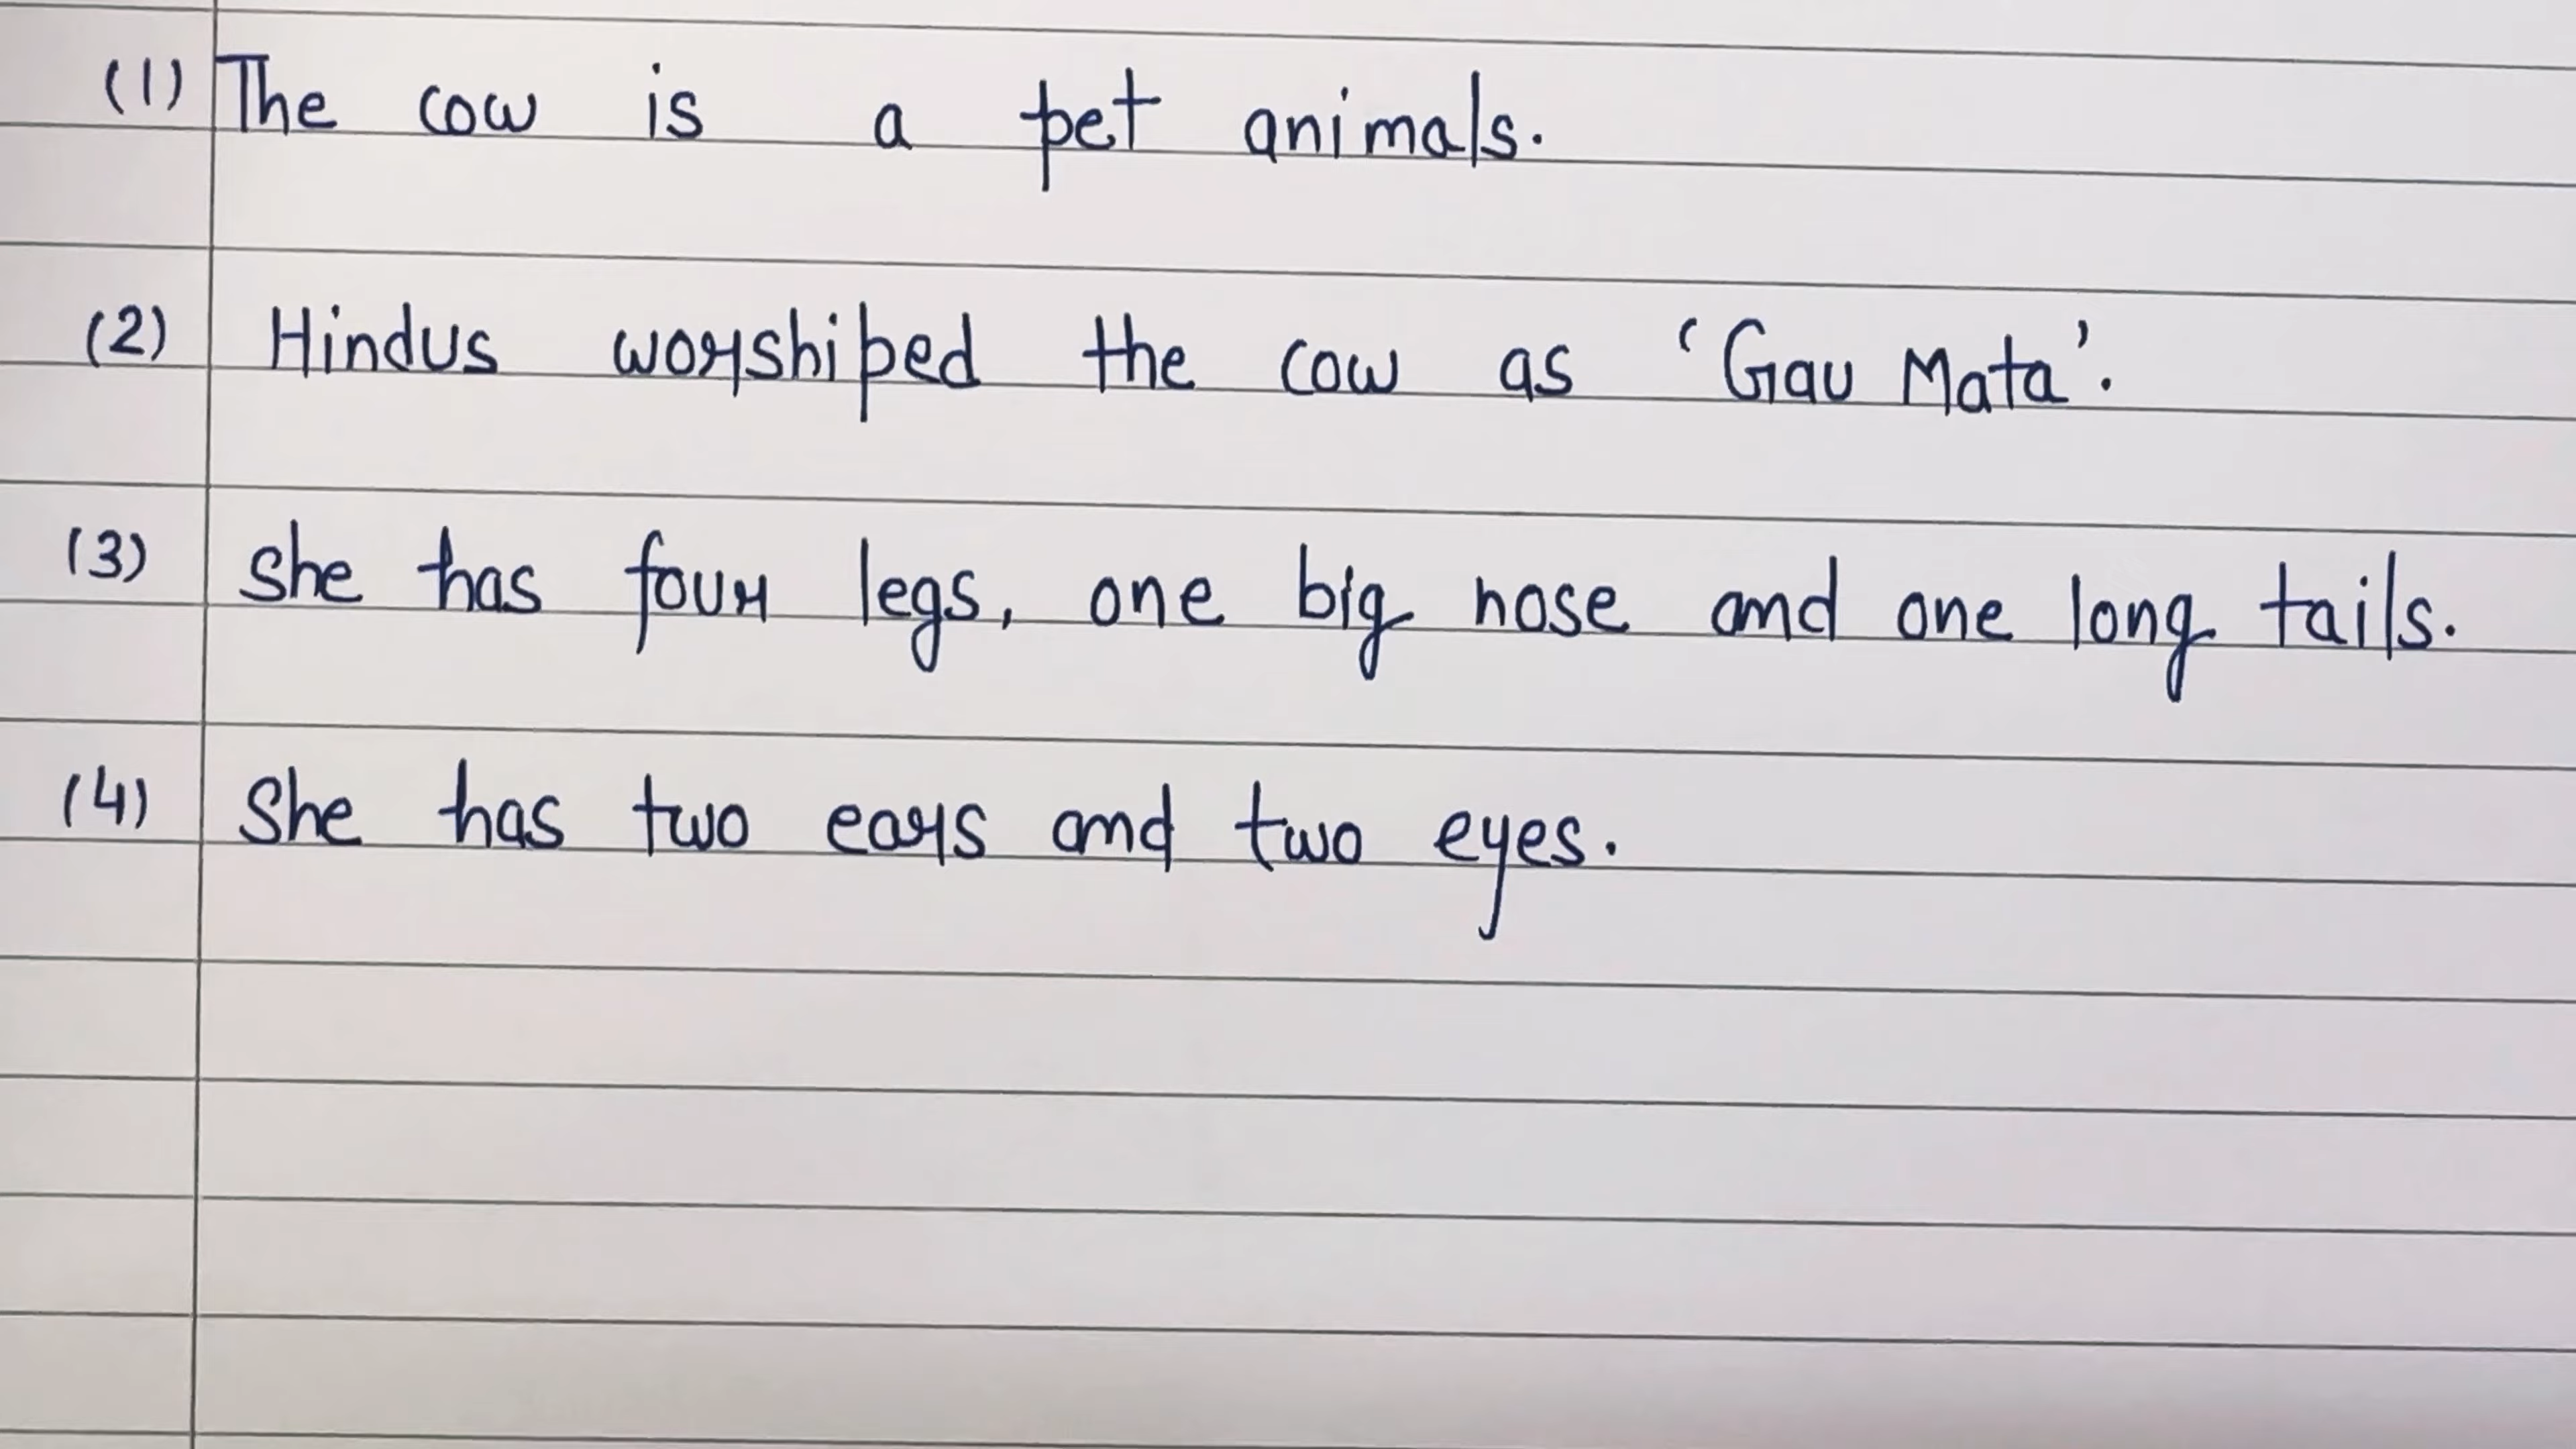 (1) The cow is a pet animals.
(2) Hindus worshiped the cow as 'Gau Mata'.
(3) She has four legs, one big nose and one long tails.
(4) She has two ears and two eyes.